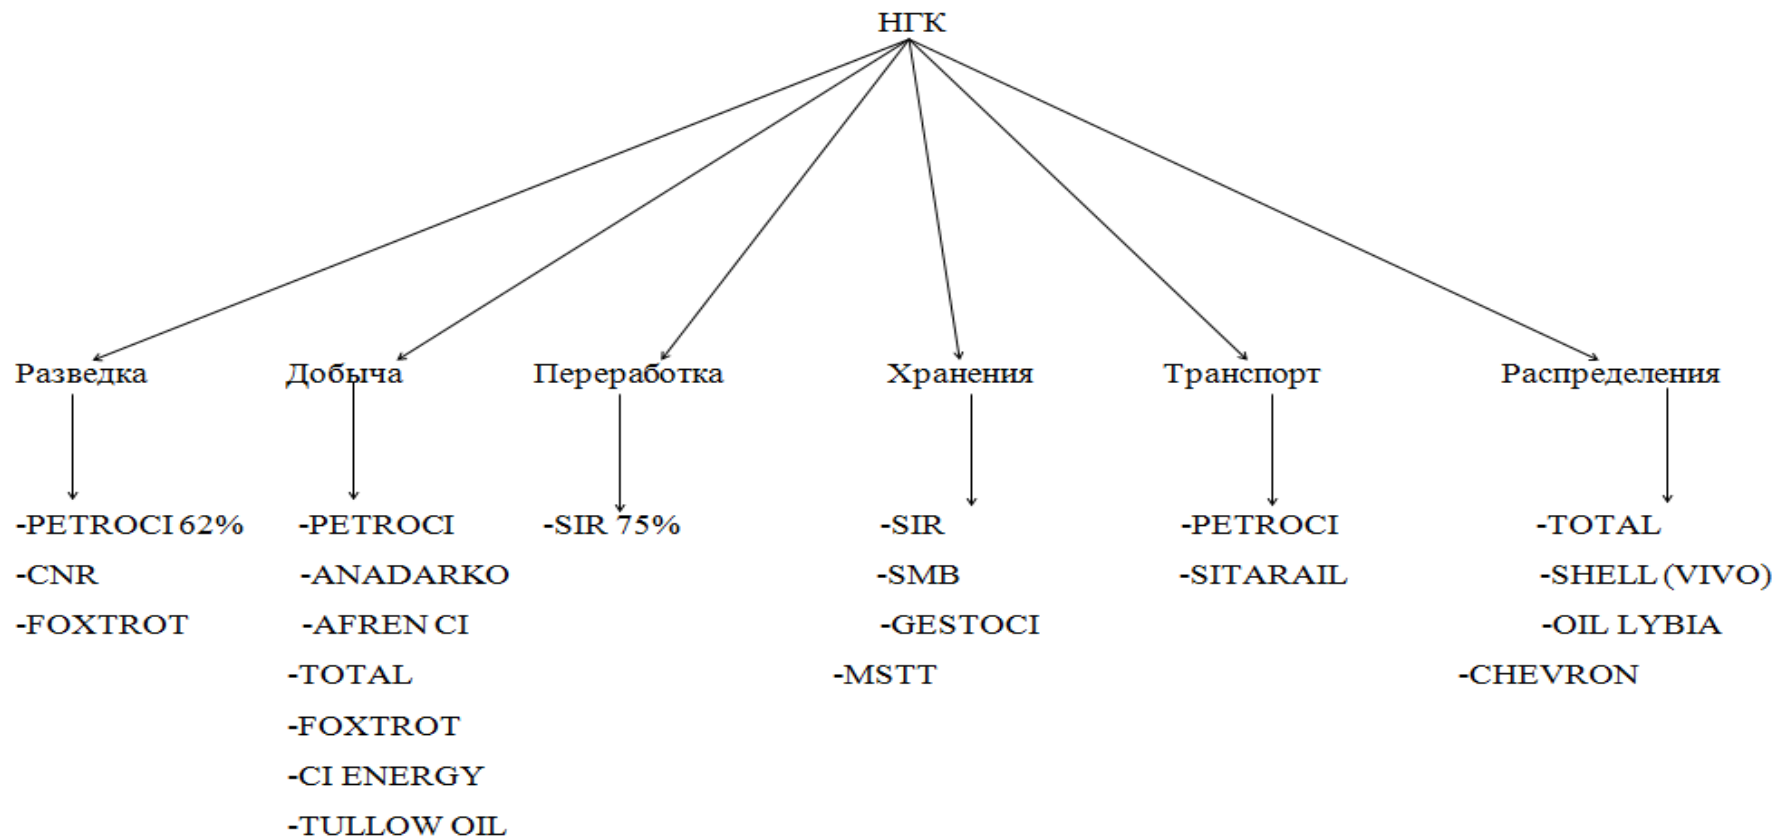 НГК
Разведка Добыча Переработка Хранения Транспорт Распределения
-PETROCI 62% -PETROCI -SIR 75% -SIR -PETROCI -TOTAL
-CNR -ANADARKO -SMB -SITARAIL -SHELL (VIVO)
-FOXTROT -AFREN CI -GESTOCI -OIL LYBIA
-TOTAL -MSTT -CHEVRON
-FOXTROT
-CI ENERGY
-TULLOW OIL